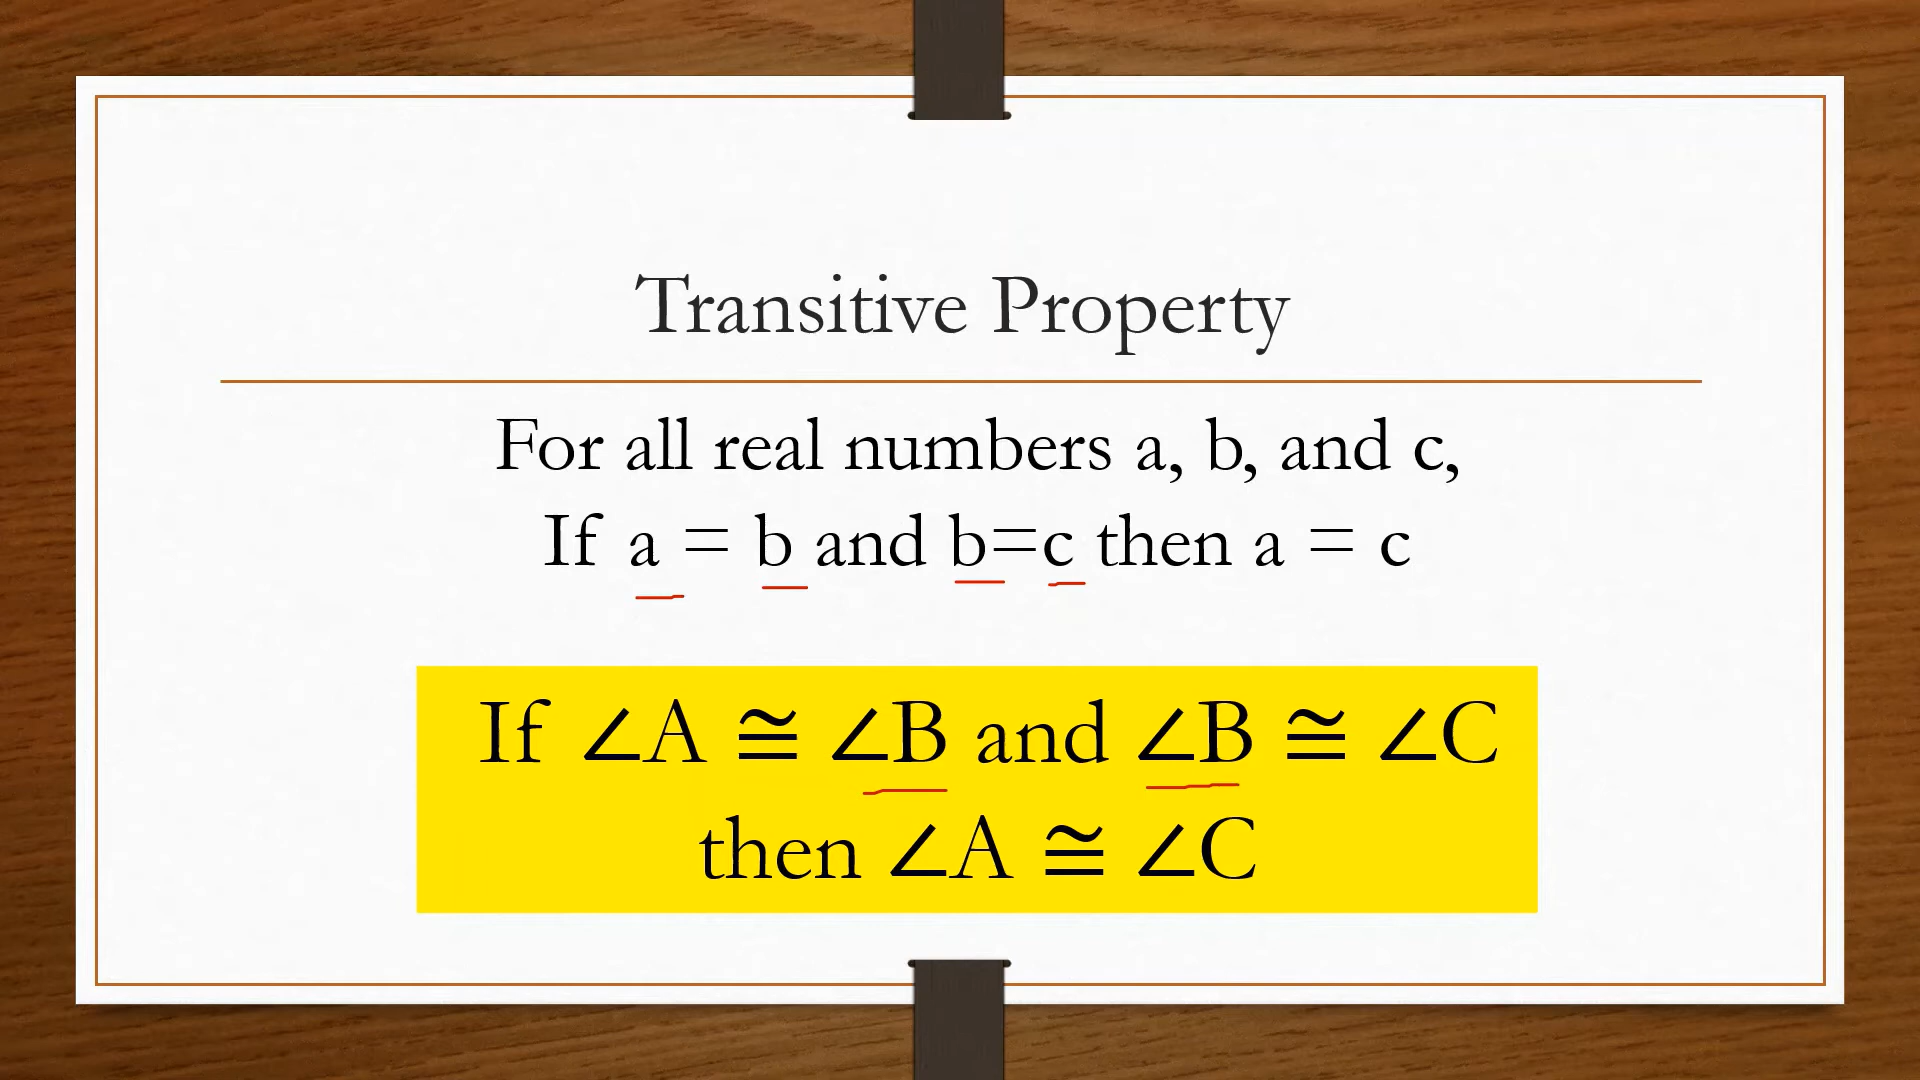 Transitive Property
For all real numbers a, b, and c,
If a = b and b=c then a = c
If ∠A ≅ ∠B and ∠B ≅ ∠C
then ∠A ≅ ∠C